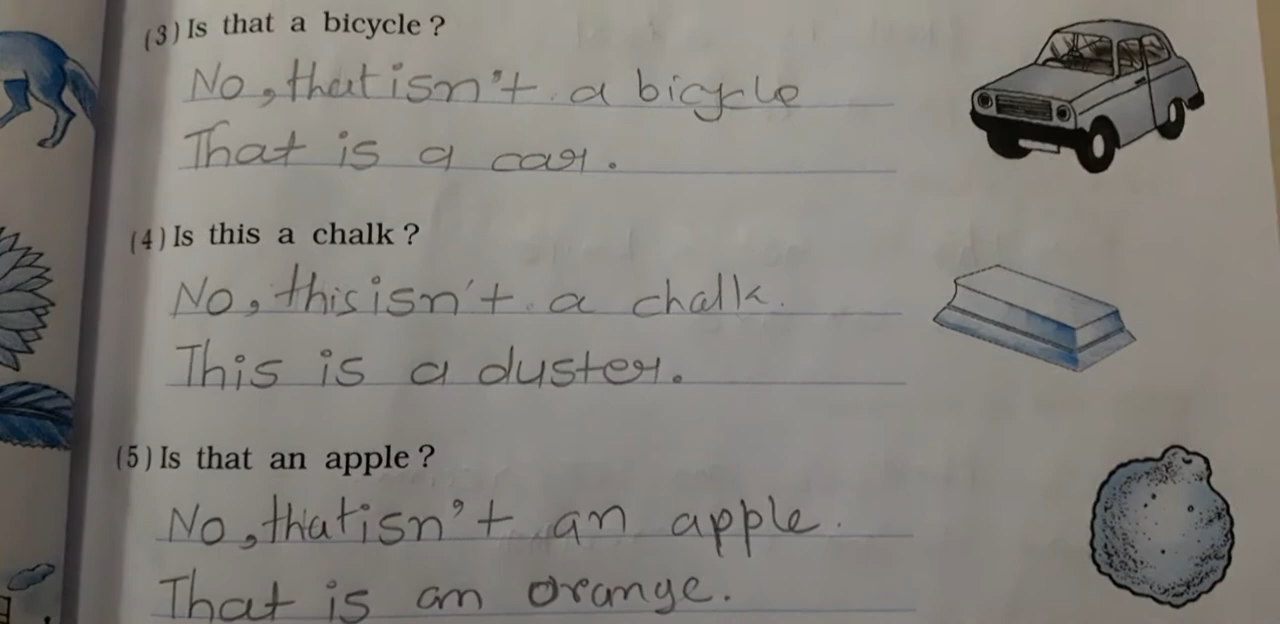 (3) Is that a bicycle ?
No, that isn't a bicycle
That is a car.
(4) Is this a chalk ?
No, this isn't a chalk.
This is a duster.
(5) Is that an apple ?
No, that isn't an apple.
That is an orange.